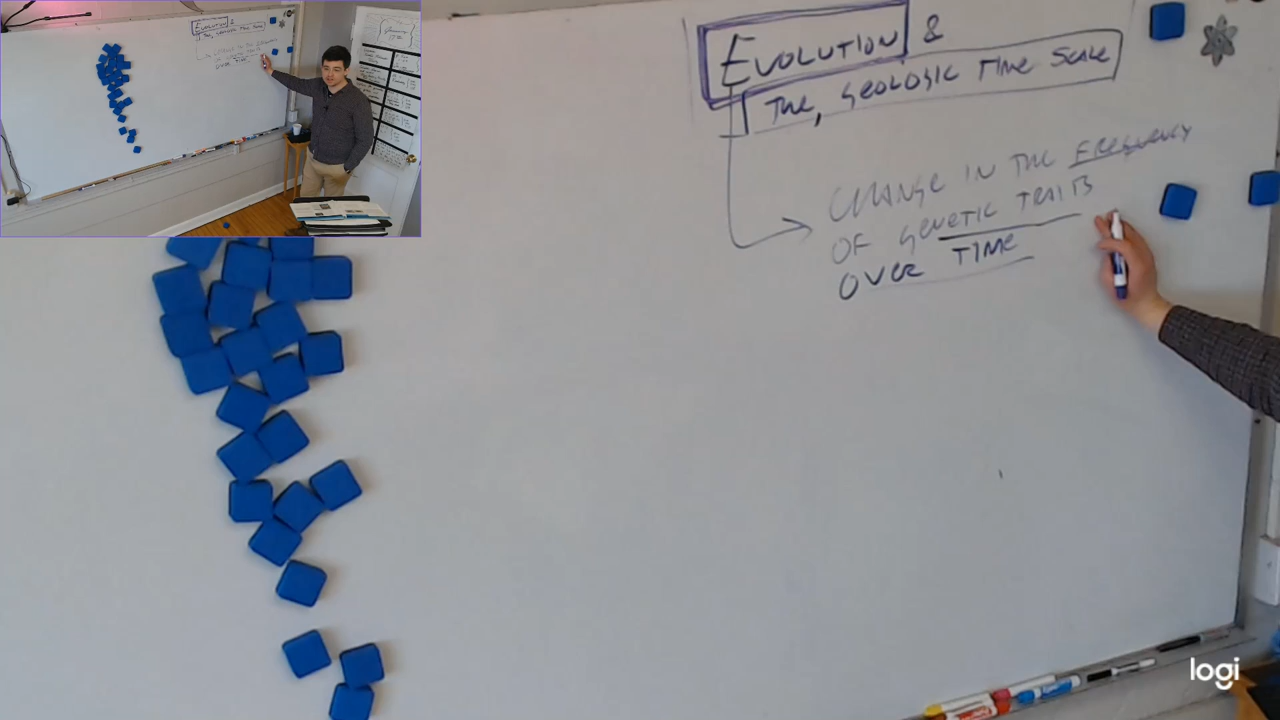 EVOLUTION &
THE, GEOLOGIC TIME SCALE
CHANGE IN THE FREQUENCY
OF GENETIC TRAITS
OVER TIME
logi